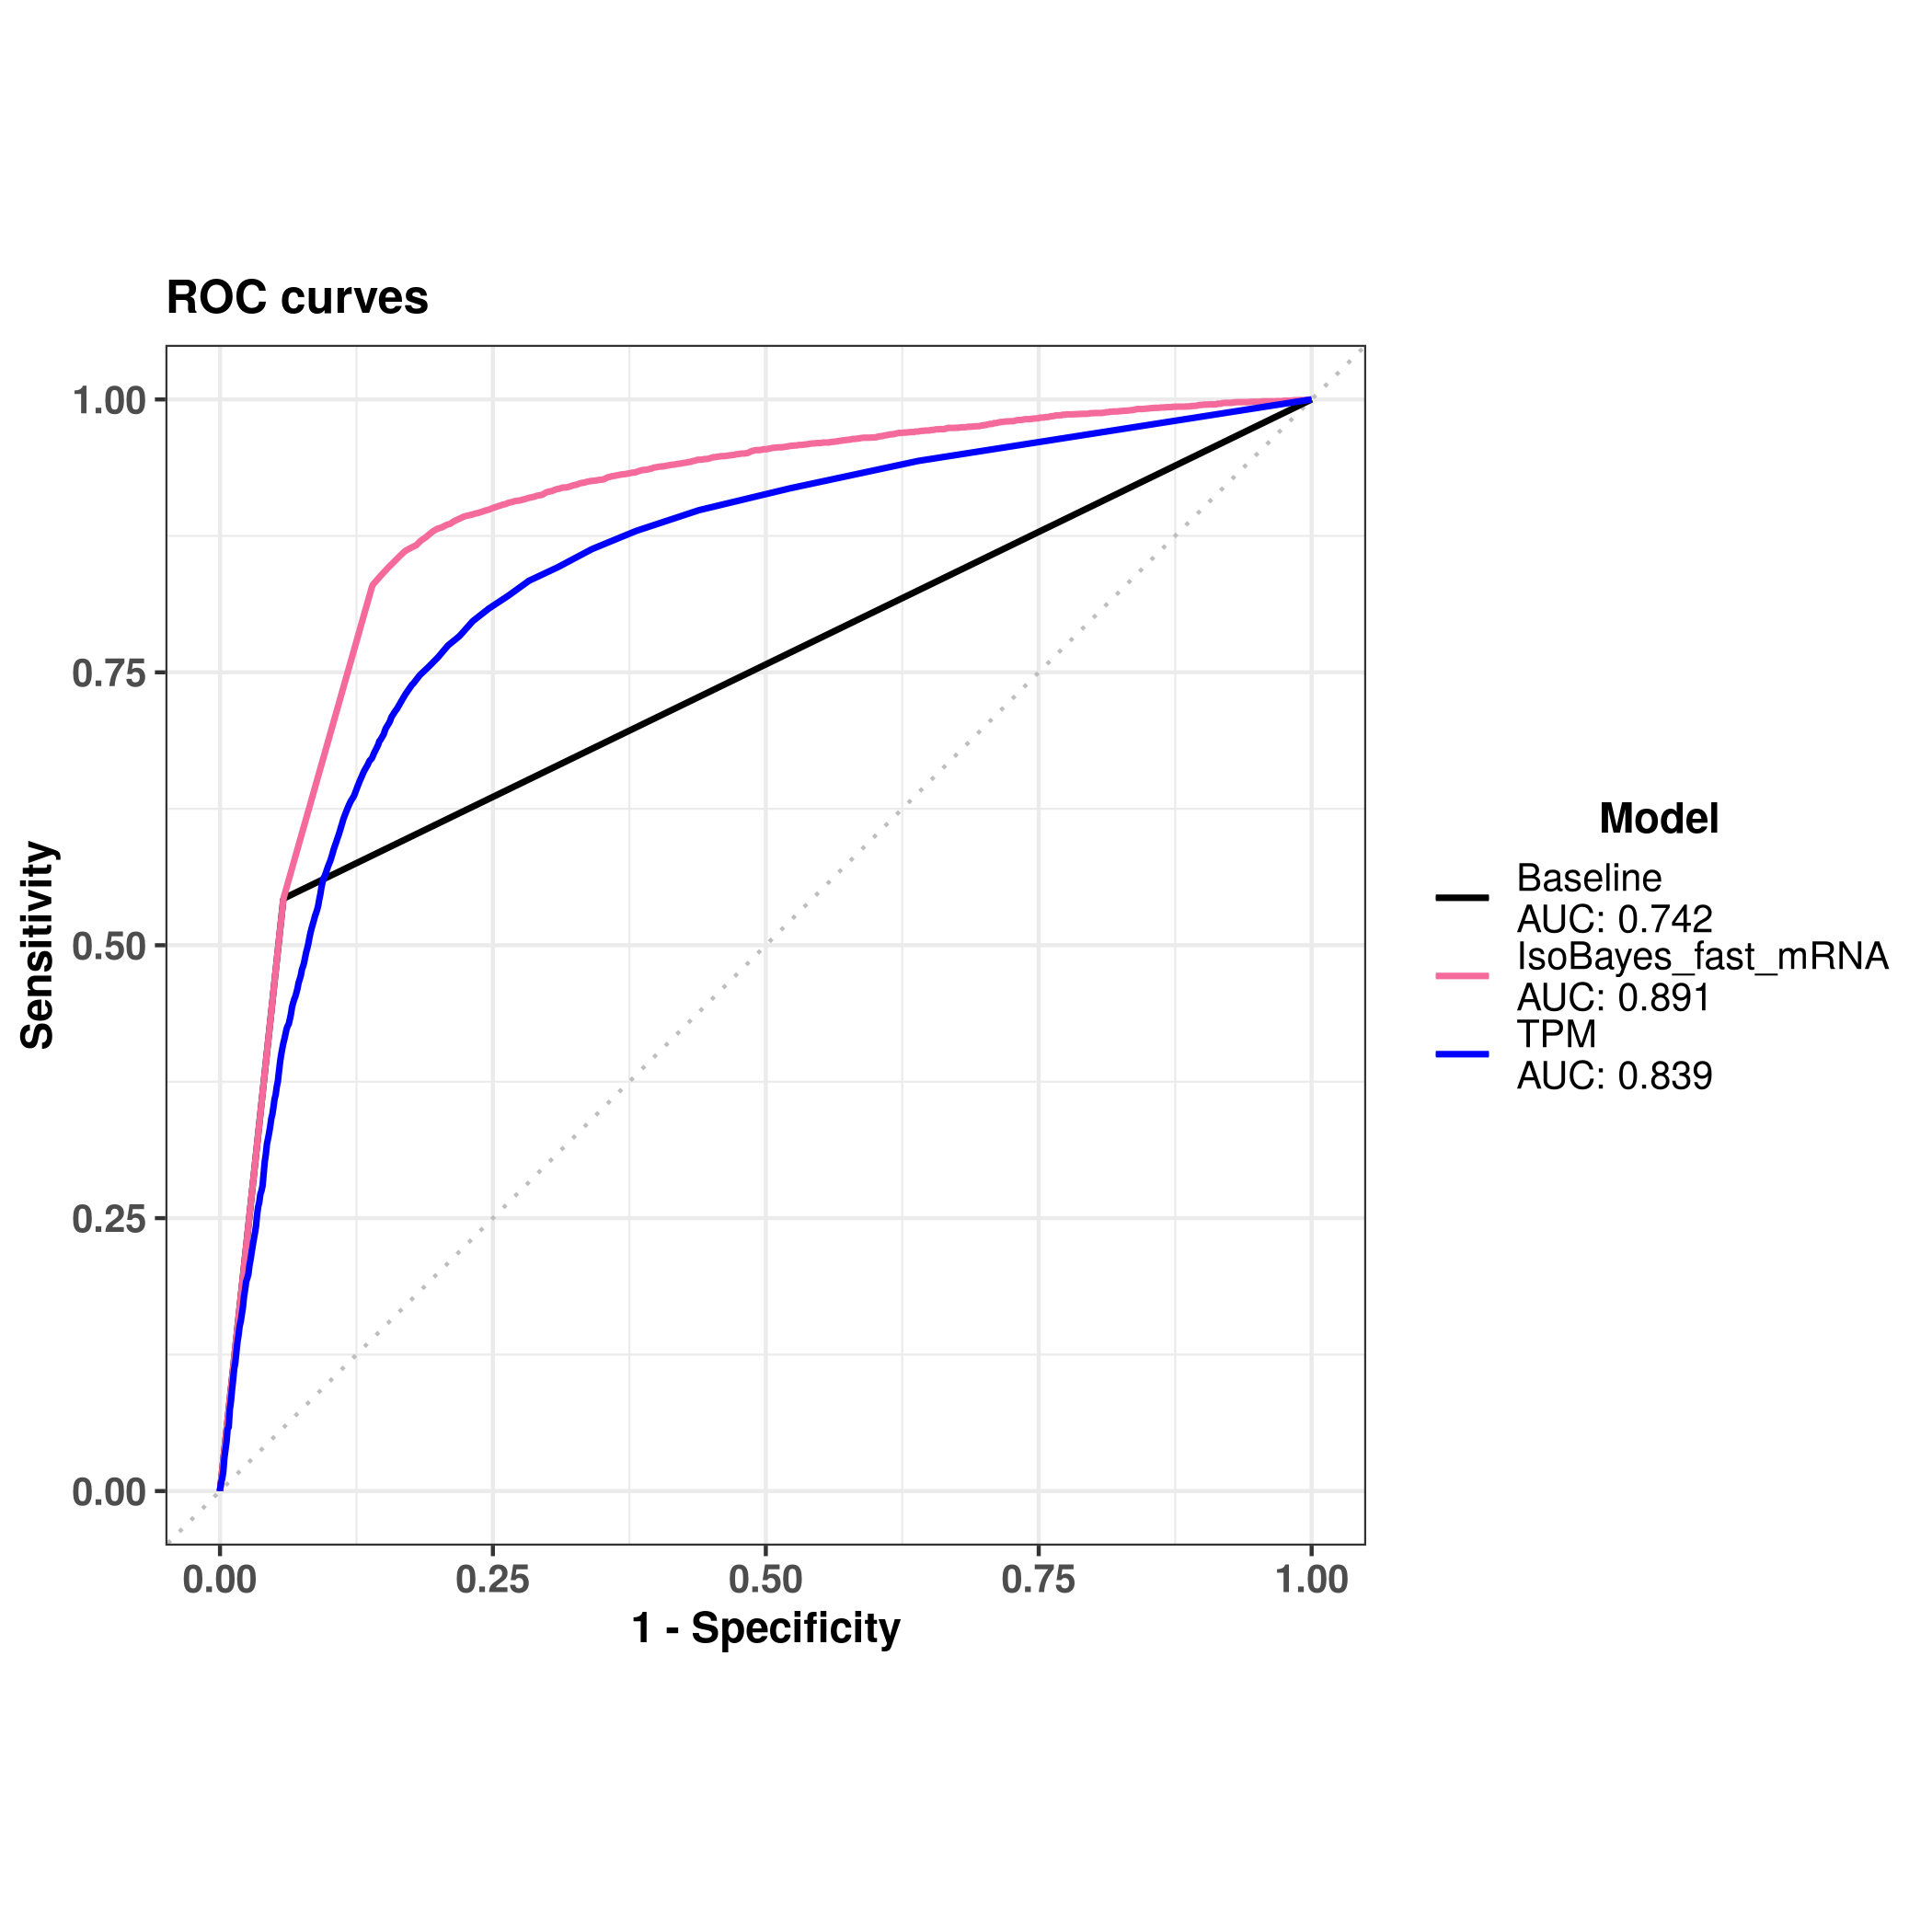 ROC curves
1.00
0.75
0.50
0.25
0.00
Sensitivity
0.00 0.25 0.50 0.75 1.00
1 - Specificity
Model
Baseline
AUC: 0.742
IsoBayes_fast_mRNA
AUC: 0.891
TPM
AUC: 0.839